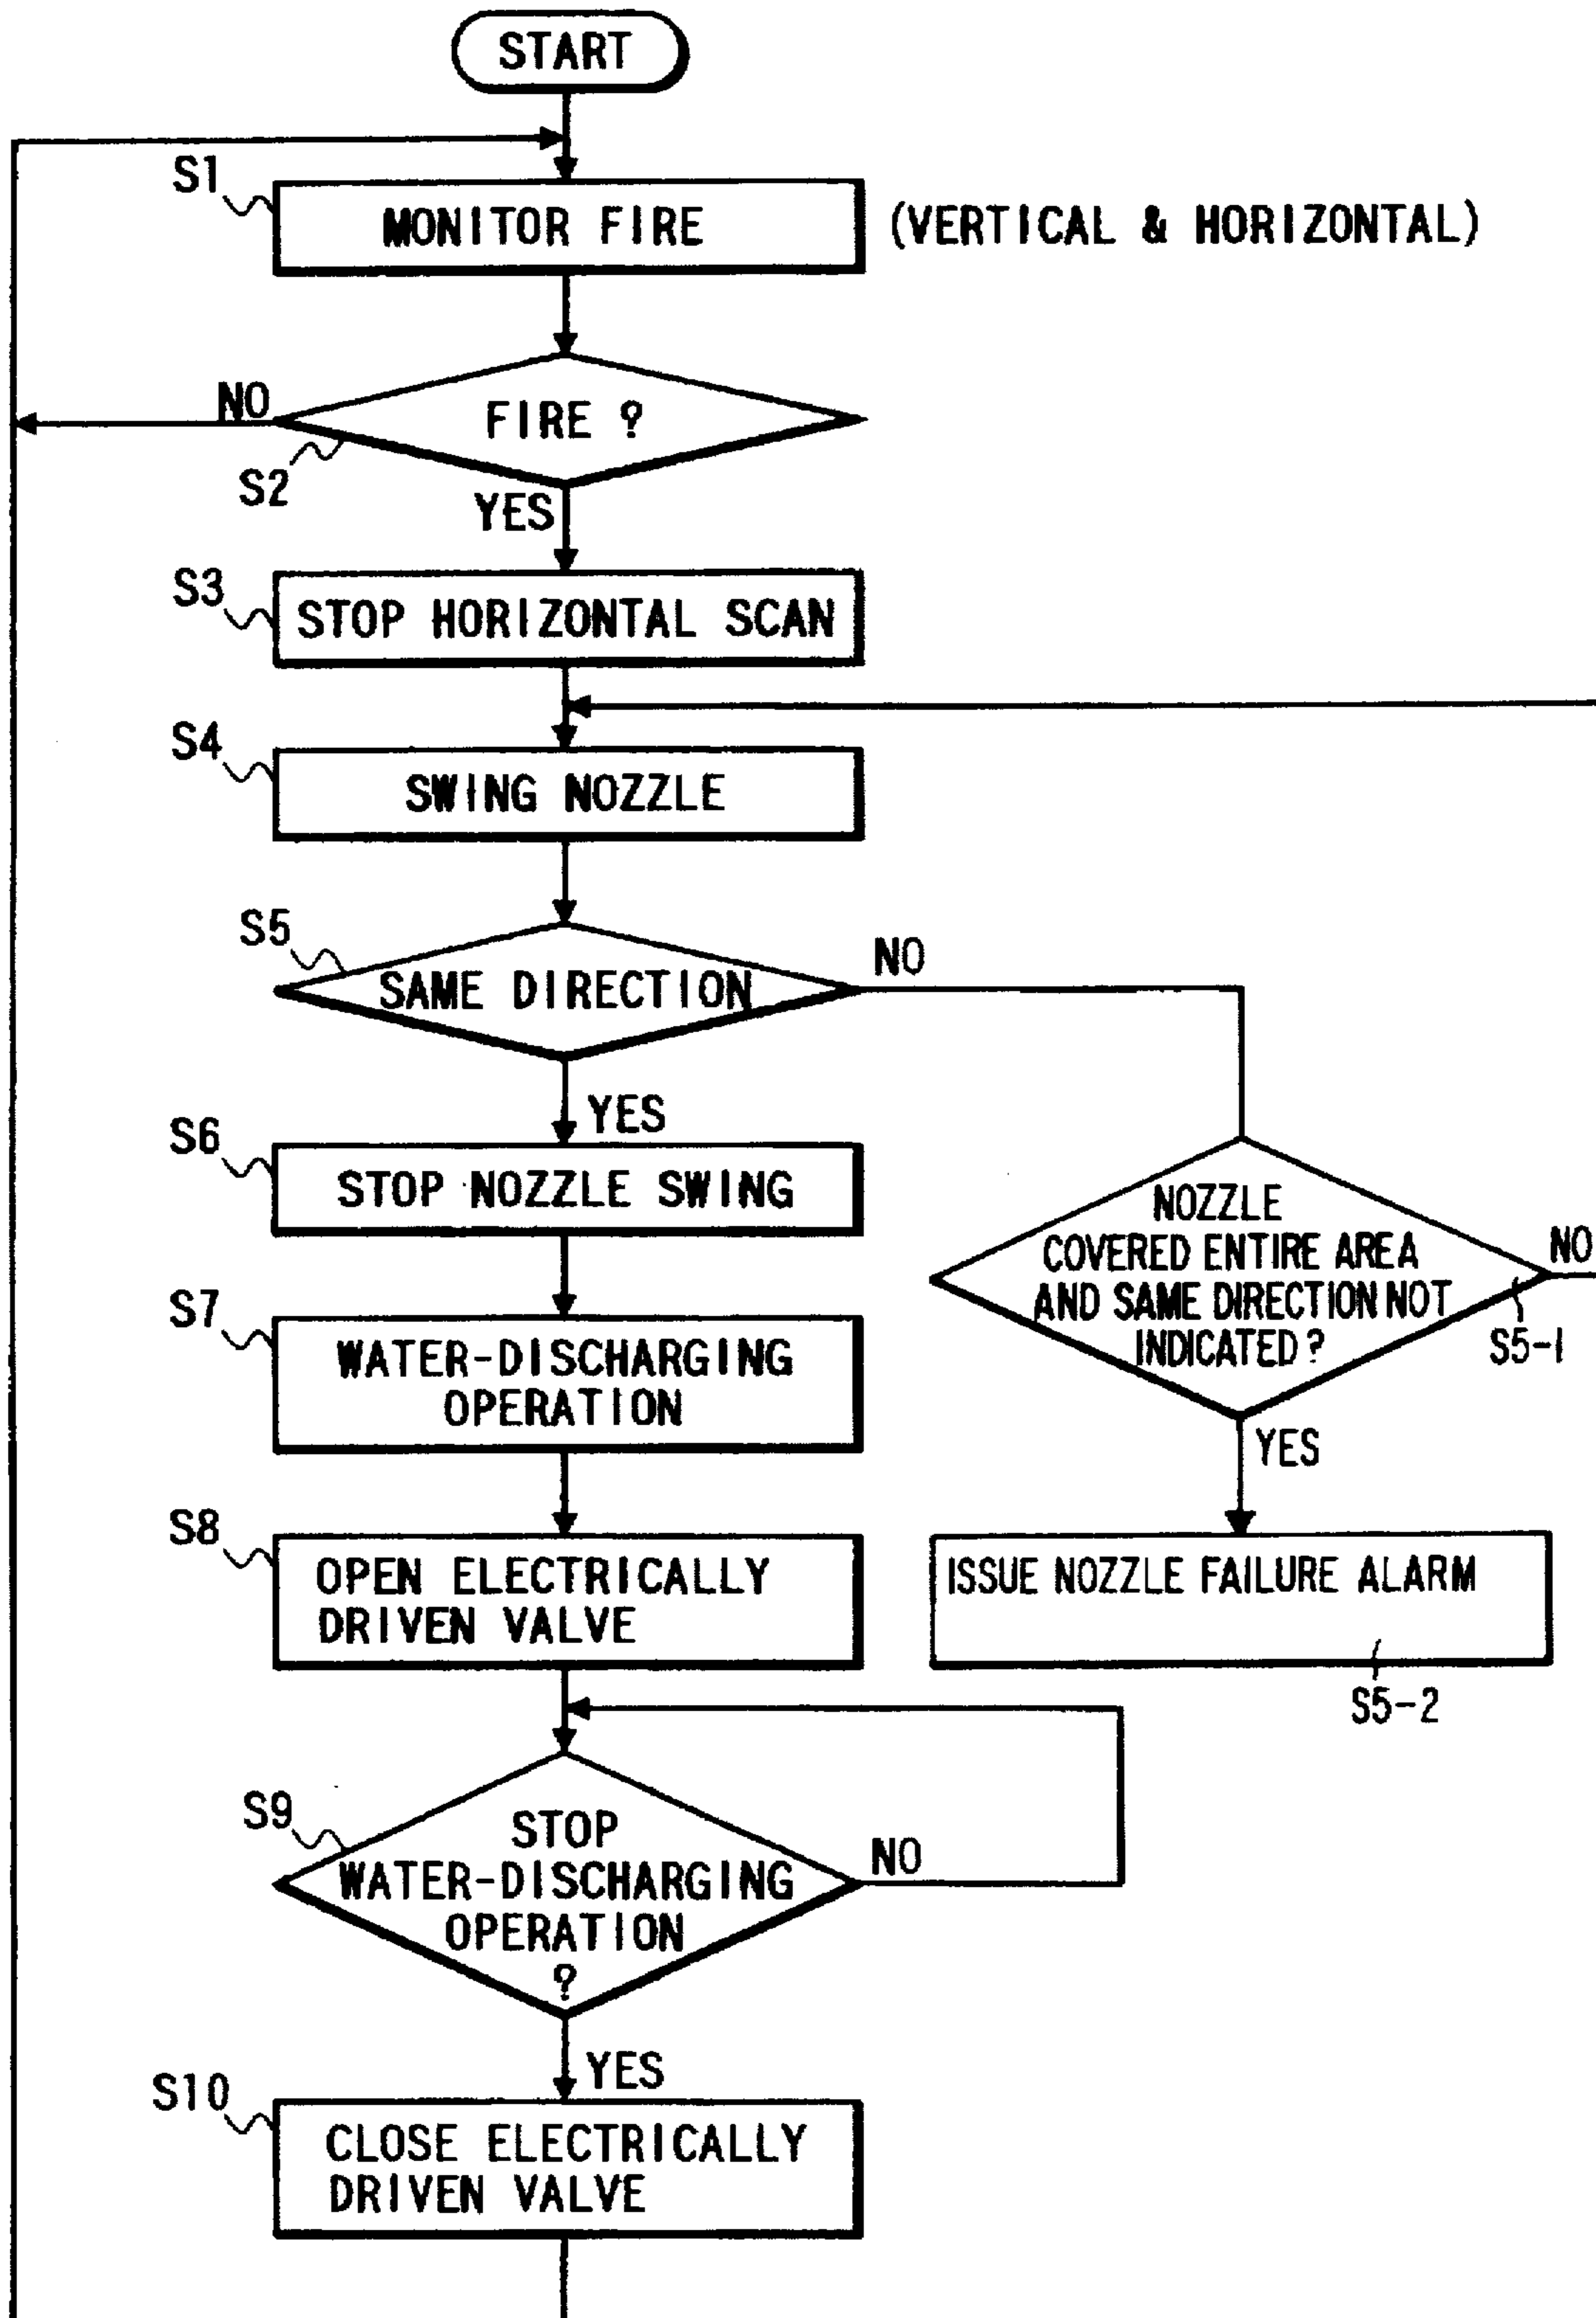 START
S1
MONITOR FIRE
(VERTICAL & HORIZONTAL)
NO
FIRE ?
S2
YES
S3
STOP HORIZONTAL SCAN
S4
SWING NOZZLE
S5
SAME DIRECTION
NO
YES
S6
STOP NOZZLE SWING
NOZZLE
COVERED ENTIRE AREA
AND SAME DIRECTION NOT
INDICATED?
NO
S5-1
YES
S7
WATER-DISCHARGING
OPERATION
S8
OPEN ELECTRICALLY
DRIVEN VALVE
ISSUE NOZZLE FAILURE ALARM
S5-2
S9
STOP
WATER-DISCHARGING
OPERATION
?
NO
YES
S10
CLOSE ELECTRICALLY
DRIVEN VALVE